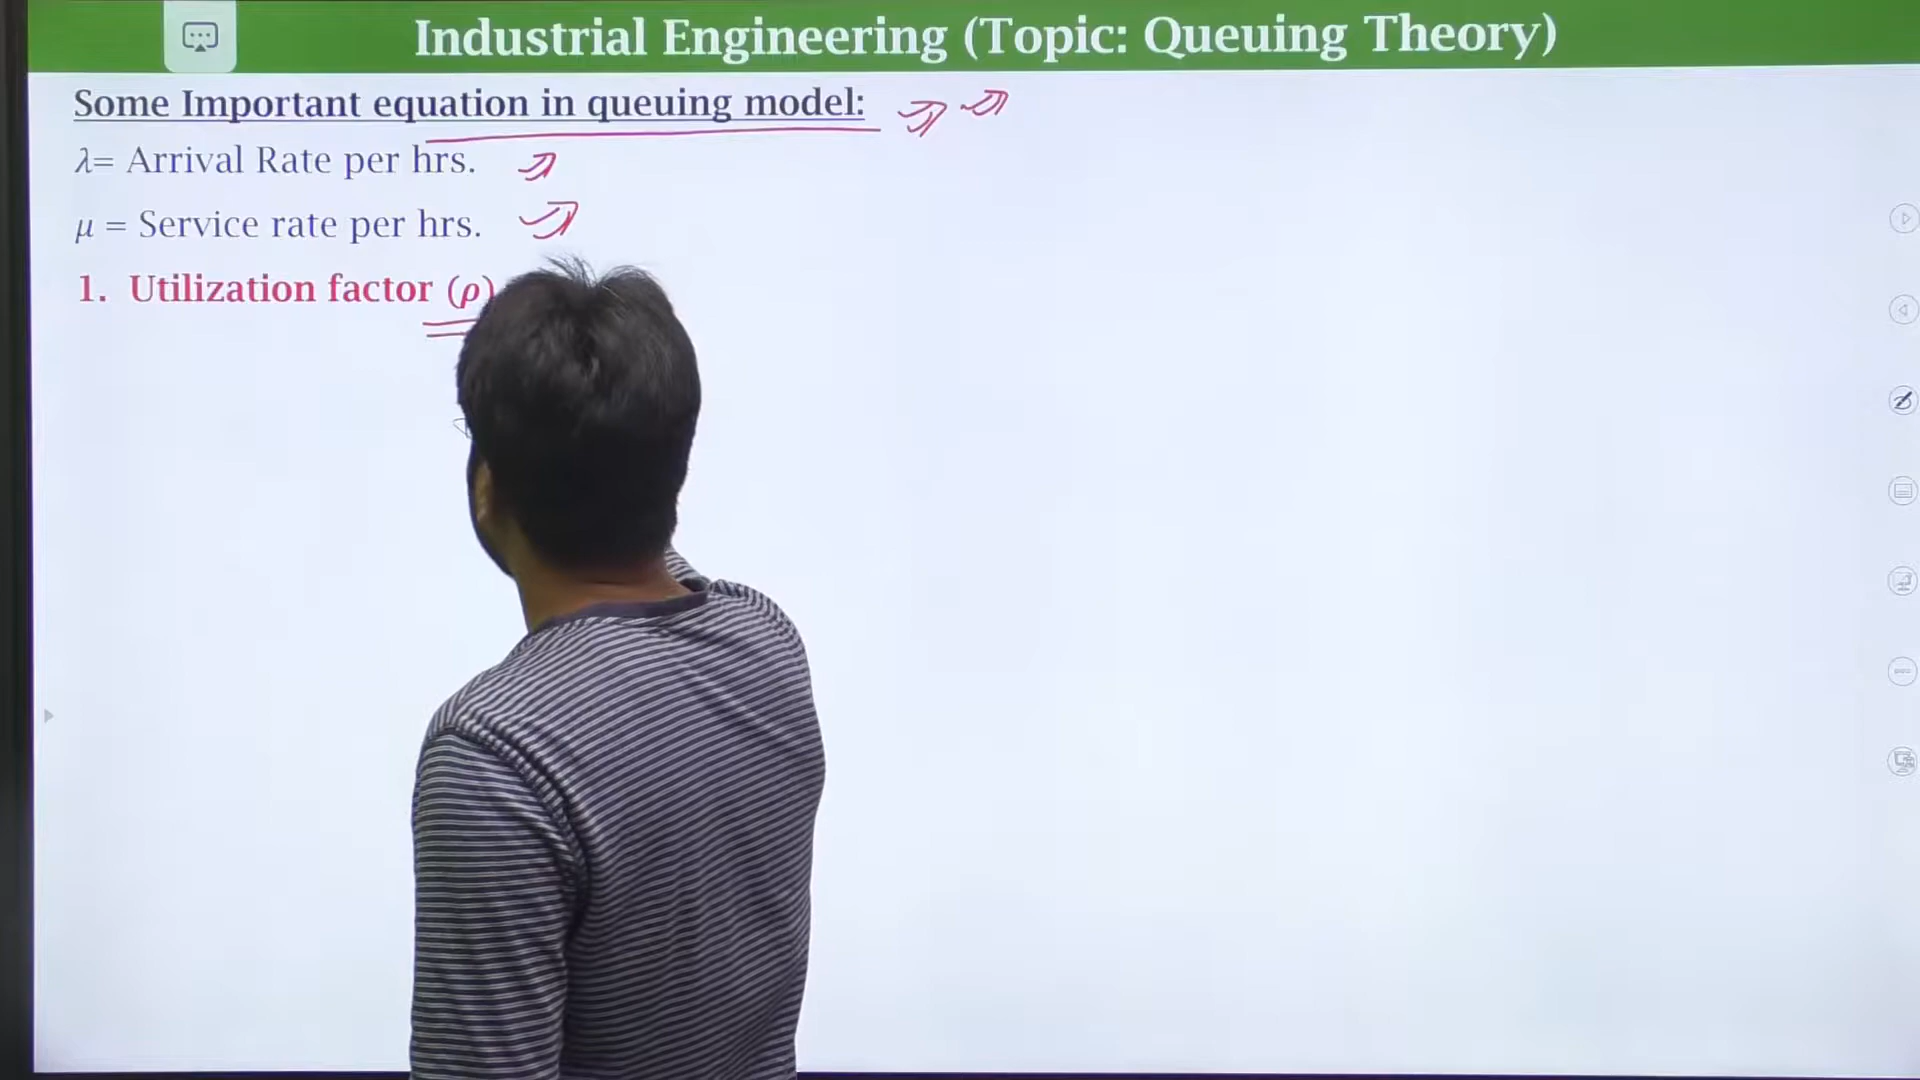 Industrial Engineering (Topic: Queuing Theory)
Some Important equation in queuing model:
λ= Arrival Rate per hrs.
μ = Service rate per hrs.
1. Utilization factor (ρ)